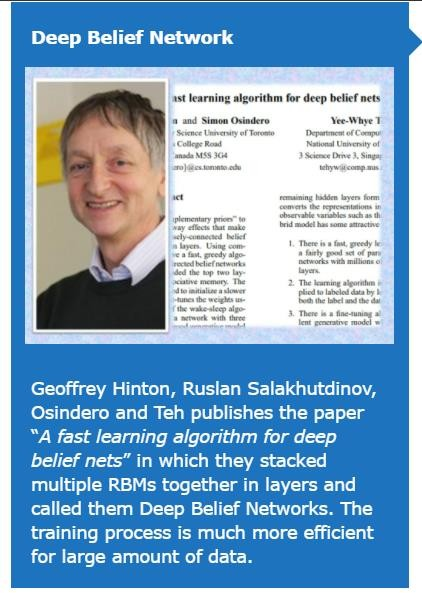 Deep Belief Network
ast learning algorithm for deep belief nets
and Simon Osindero
Yee-Whye T
Science University of Toronto
Department of Comput
College Road
National University of
Canada M5S 3G4
3 Science Drive 3, Singa
ero}@cs.toronto.edu
tehyw@comp.nus
act
plementary priors" to
way effects that make
sely-connected belief
n layers. Using com-
ve a fast, greedy algo-
rected belief networks
ded the top two lay-
ociative memory. The
ed to initialize a slower
-tunes the weights us-
f the wake-sleep algo-
a network with three
remaining hidden layers form
converts the representations in
observable variables such as th
brid model has some attractive
1. There is a fast, greedy le
a fairly good set of para
networks with millions o
layers.
2. The learning algorithm i
plied to labeled data by le
both the label and the dat
3. There is a fine-tuning al
lent generative model w
Geoffrey Hinton, Ruslan Salakhutdinov,
Osindero and Teh publishes the paper
“A fast learning algorithm for deep
belief nets” in which they stacked
multiple RBMs together in layers and
called them Deep Belief Networks. The
training process is much more efficient
for large amount of data.